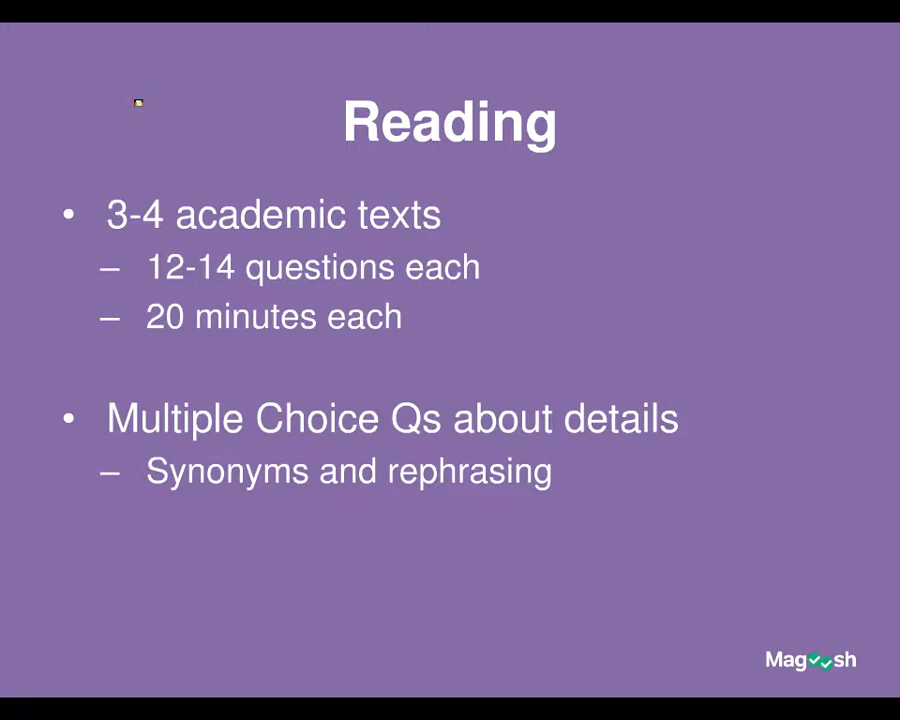 Reading
• 3-4 academic texts
– 12-14 questions each
– 20 minutes each
• Multiple Choice Qs about details
– Synonyms and rephrasing
Magoosh